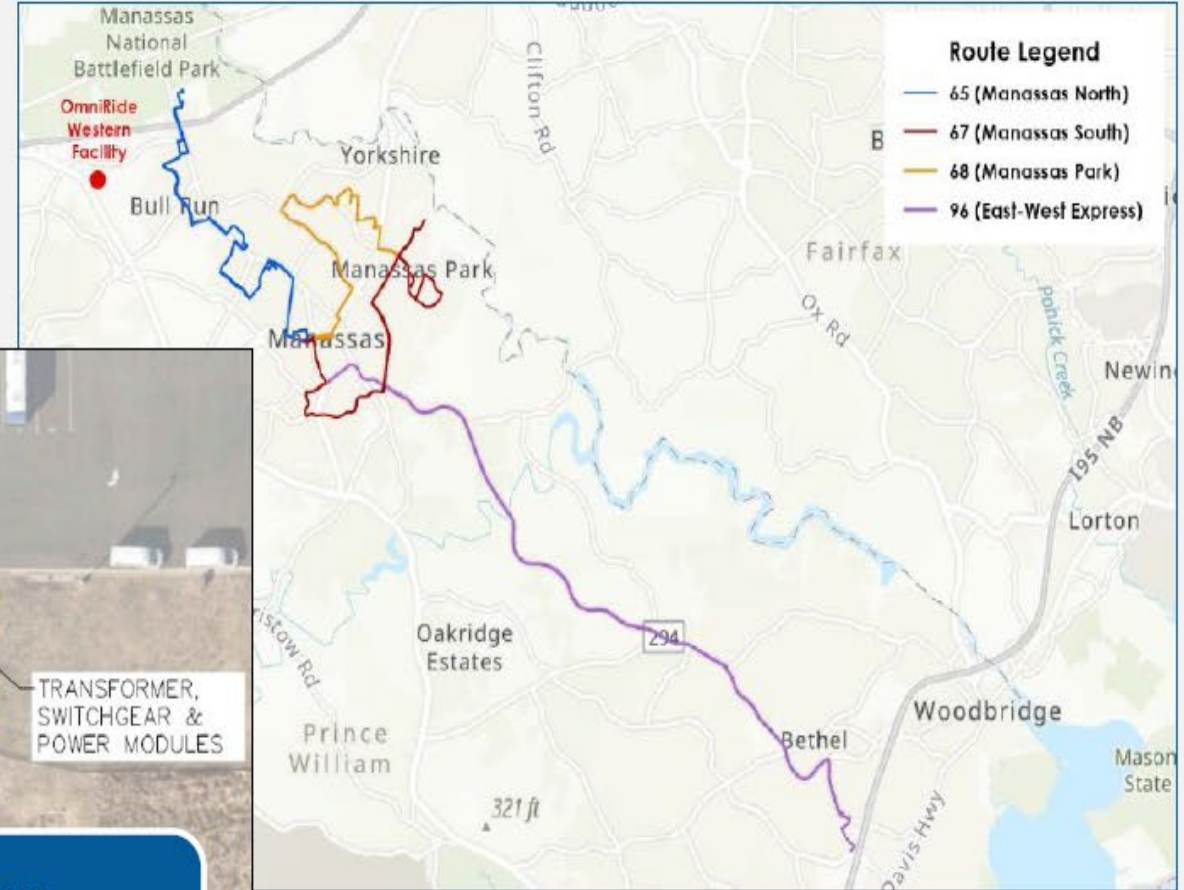 Manassas
National
Battlefield Park
OmniRide
Western
Facility
Bull Run
Yorkshire
Clifton Rd
Manassas Park
Manassas
Route Legend
65 (Manassas North)
67 (Manassas South)
68 (Manassas Park)
96 (East-West Express)
B
Fairfax
Ox Rd
Pohick Creek
Newin
I95 NB
Lorton
ristow Rd
Oakridge
Estates
294
Prince
William
321 ft
Bethel
Woodbridge
Mason
State
Davis Hwy
TRANSFORMER,
SWITCHGEAR &
POWER MODULES